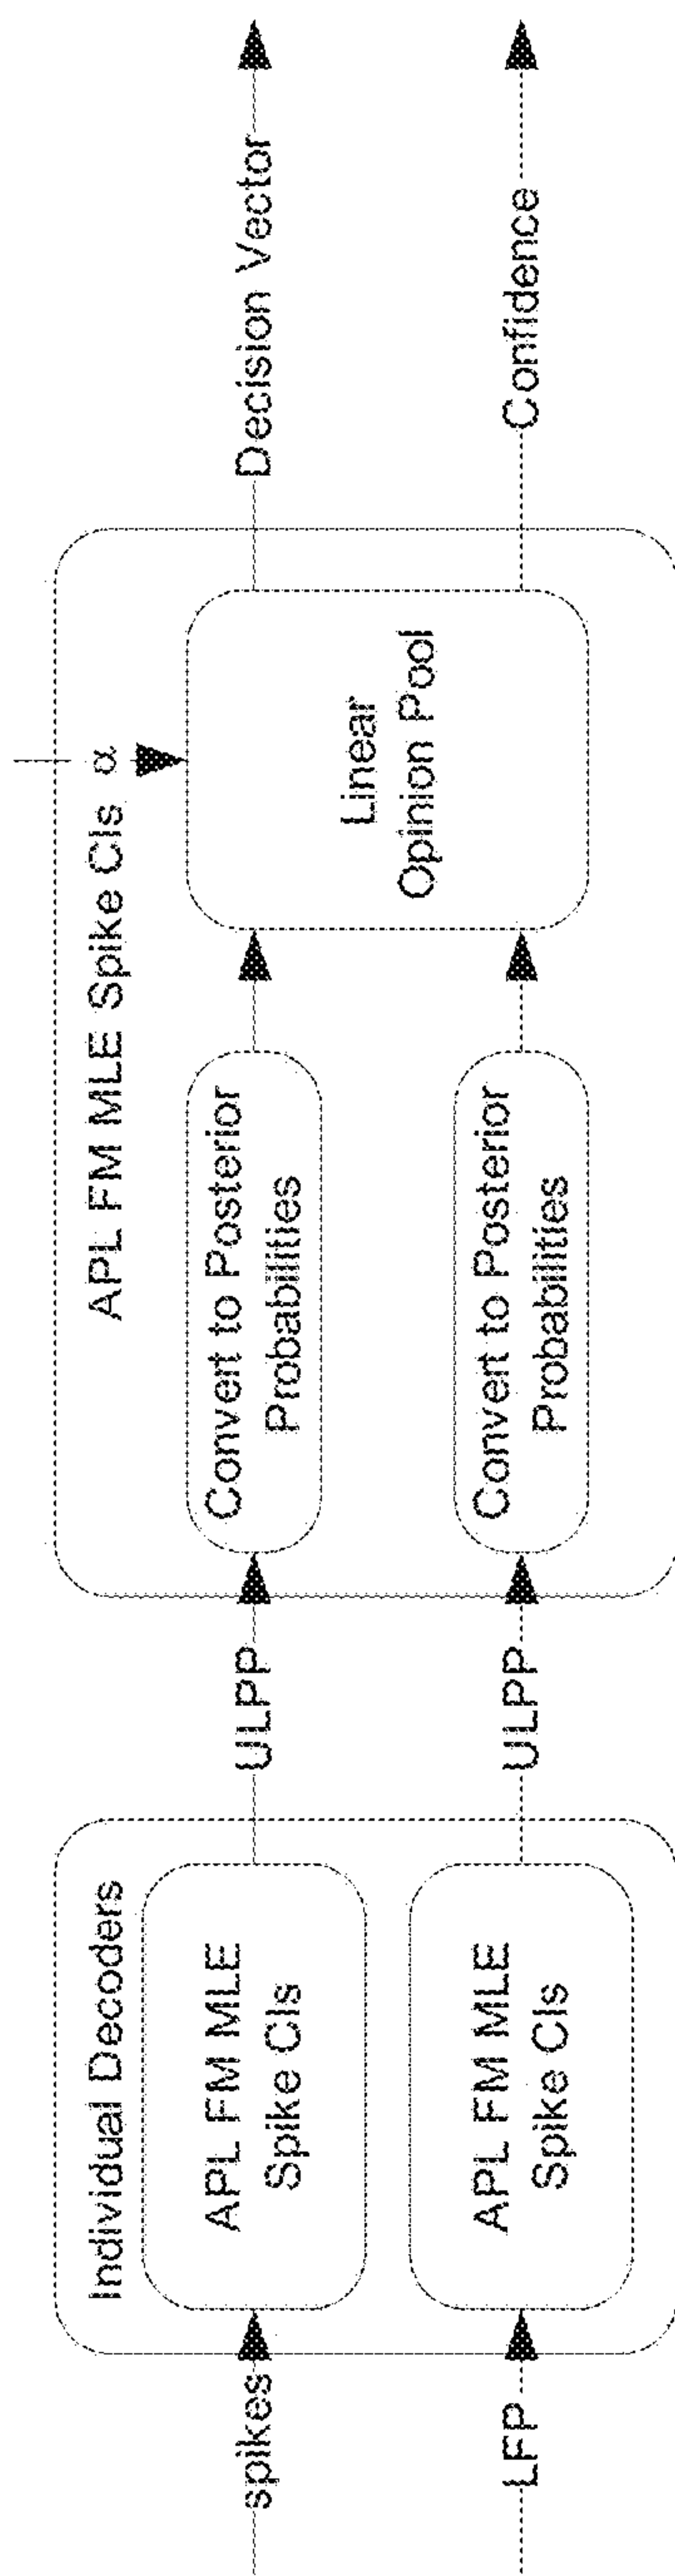 spikes
LFP
Individual Decoders
APL FM MLE
Spike Cls
APL FM MLE
Spike Cls
ULPP
ULPP
APL FM MLE Spike Cls α
Convert to Posterior
Probabilities
Convert to Posterior
Probabilities
Linear
Opinion Pool
Decision Vector
Confidence